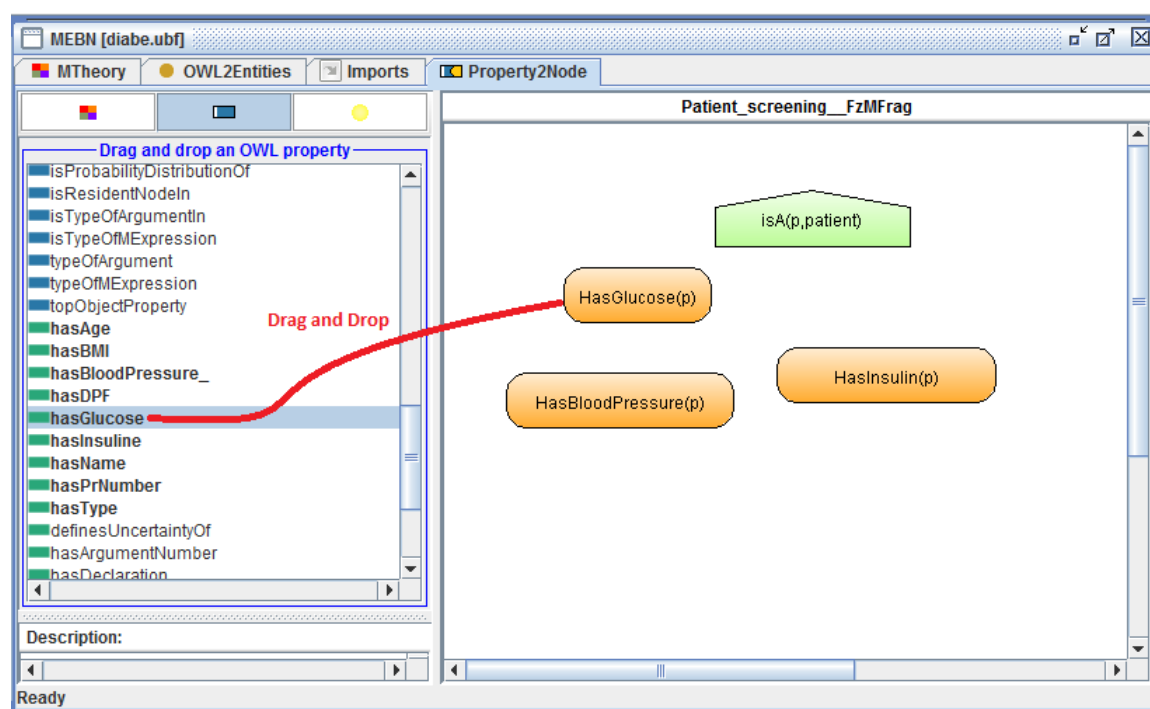 MEBN [diabe.ubf]
MTheory OWL2Entities Imports Property2Node
Drag and drop an OWL property
isProbabilityDistributionOf
isResidentNodeIn
isTypeOfArgumentIn
isTypeOfMExpression
typeOfArgument
typeOfMExpression
topObjectProperty
hasAge
hasBMI
hasBloodPressure_
hasDPF
hasGlucose
hasInsuline
hasName
hasPrNumber
hasType
definesUncertaintyOf
hasArgumentNumber
hasDeclaration
Description:
Ready
Drag and Drop
Patient_screening__FzMFrag
isA(p,patient)
HasGlucose(p)
HasInsulin(p)
HasBloodPressure(p)